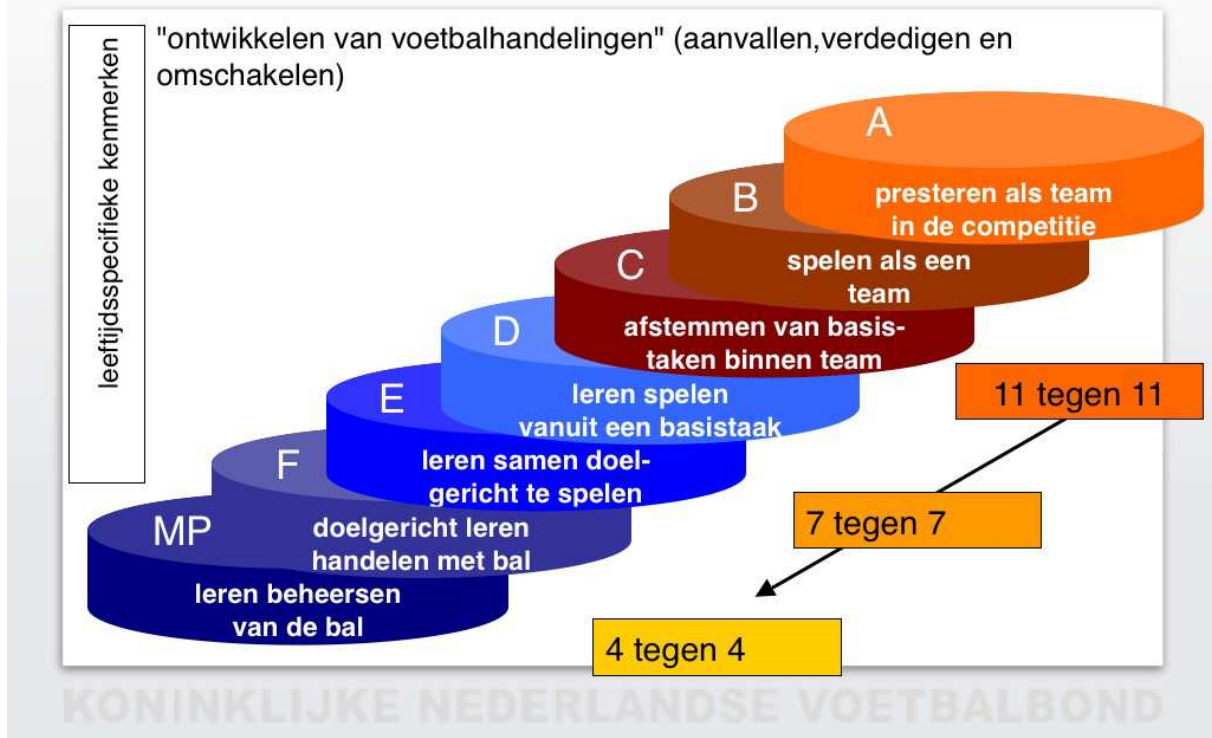 "ontwikkelen van voetbalhandelingen" (aanvallen,verdedigen en
omschakelen)
leeftijdsspecifieke kenmerken
A
presteren als team
in de competitie
B
spelen als een
team
C
afstemmen van basis-
taken binnen team
D
leren spelen
vanuit een basistaak
E
leren samen doel-
gericht te spelen
F
doelgericht leren
handelen met bal
MP
leren beheersen
van de bal
11 tegen 11
7 tegen 7
4 tegen 4
KONINKLIJKE NEDERLANDSE VOETBALBOND